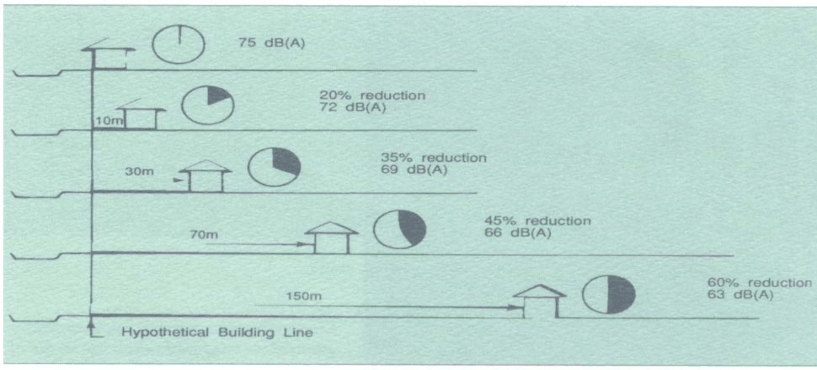 75 dB(A)
20% reduction
72 dB(A)
10m
35% reduction
69 dB(A)
30m
45% reduction
66 dB(A)
70m
60% reduction
63 dB(A)
150m
Hypothetical Building Line